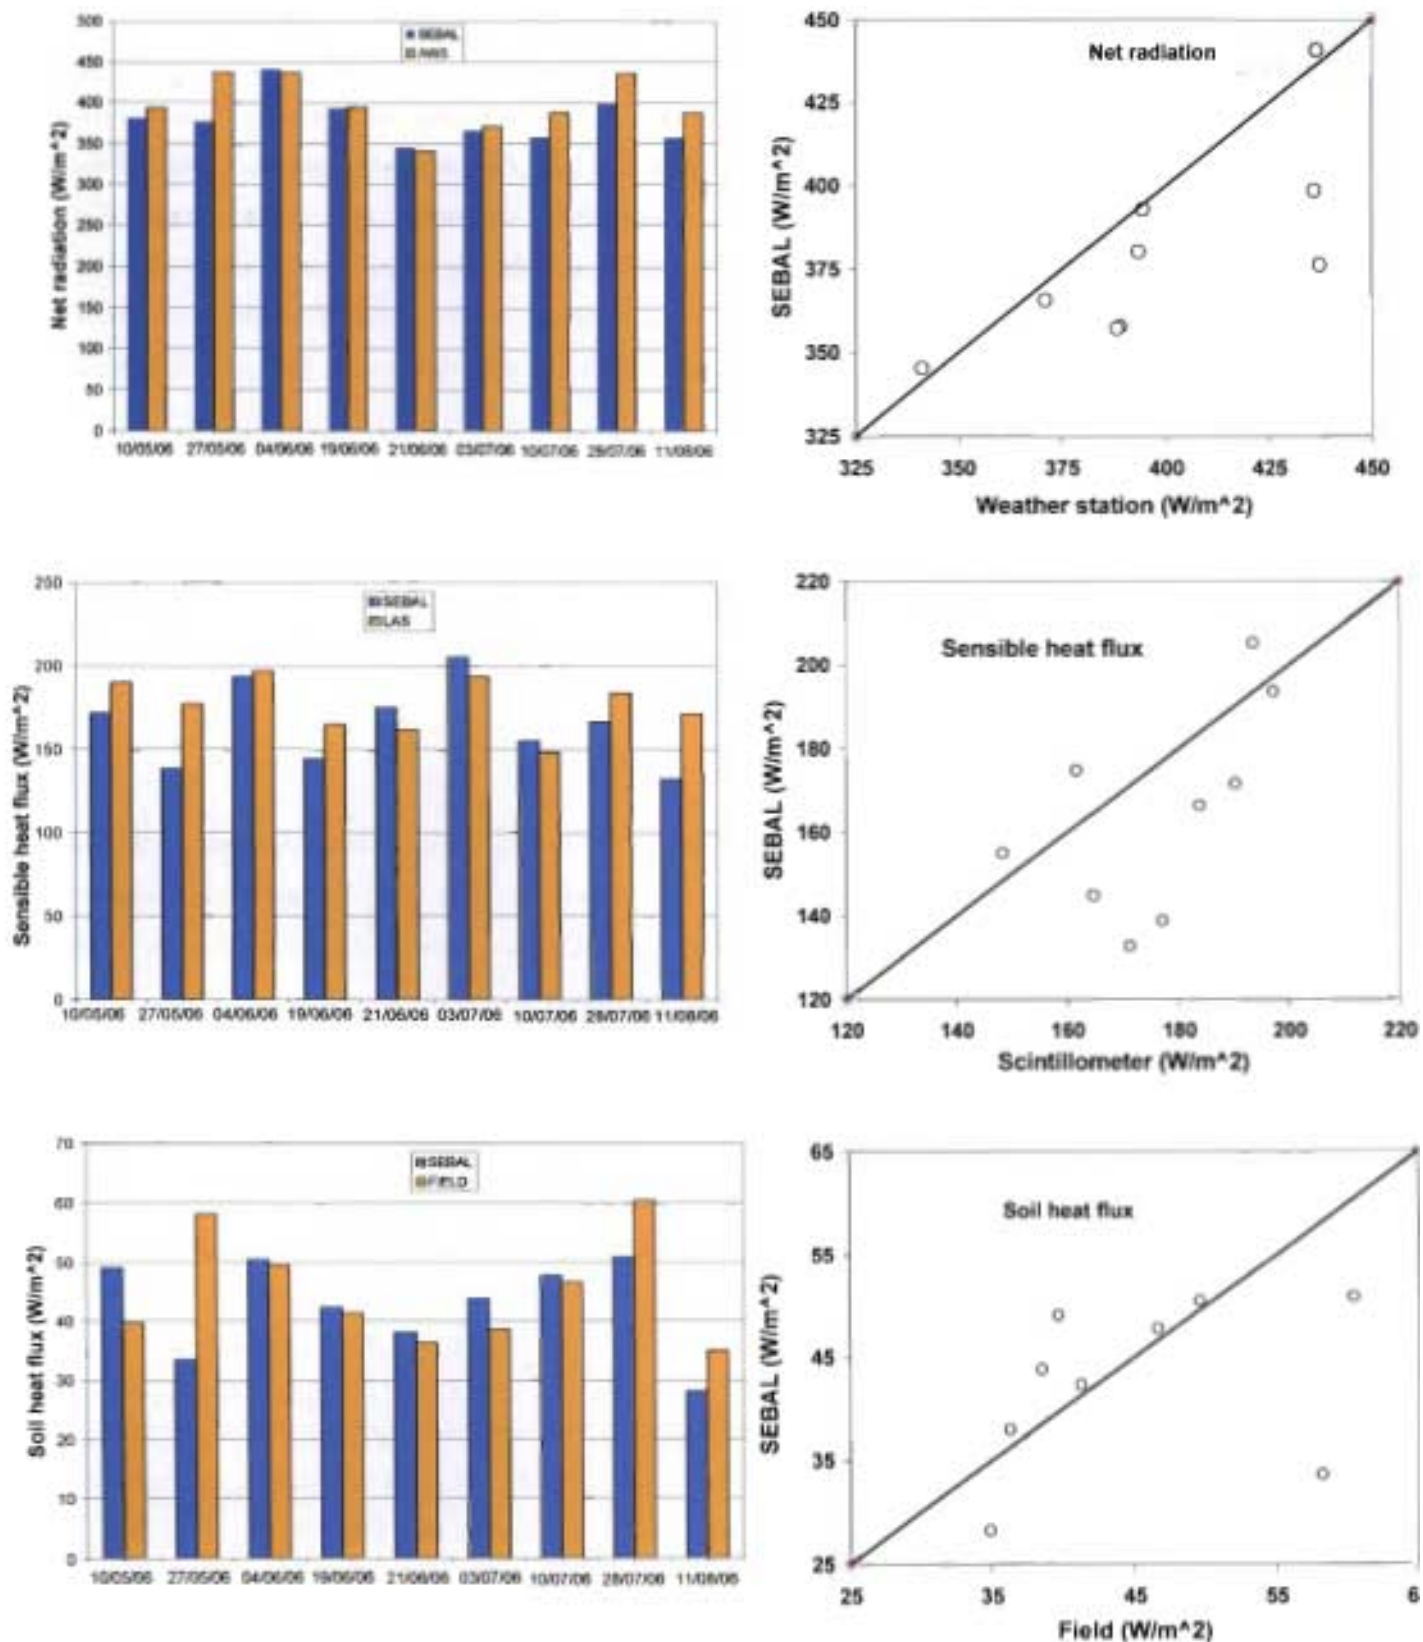 500
450
400
350
300
250
200
150
100
50
0
Net radiation (W/m^2)
SEBAL
AWS
10/05/06 27/05/06 04/06/06 19/06/06 21/06/06 03/07/06 10/07/06 28/07/06 11/08/06
Net radiation
450
425
400
375
350
325
SEBAL (W/m^2)
325 350 375 400 425 450
Weather station (W/m^2)
250
200
150
100
50
0
Sensible heat flux (W/m^2)
SEBAL
LAS
10/05/06 27/05/06 04/06/06 19/06/06 21/06/06 03/07/06 10/07/06 28/07/06 11/08/06
Sensible heat flux
220
200
180
160
140
120
SEBAL (W/m^2)
120 140 160 180 200 220
Scintillometer (W/m^2)
70
60
50
40
30
20
10
0
Soil heat flux (W/m^2)
SEBAL
FIELD
10/05/06 27/05/06 04/06/06 19/06/06 21/06/06 03/07/06 10/07/06 28/07/06 11/08/06
Soil heat flux
65
55
45
35
25
SEBAL (W/m^2)
25 35 45 55
Field (W/m^2)